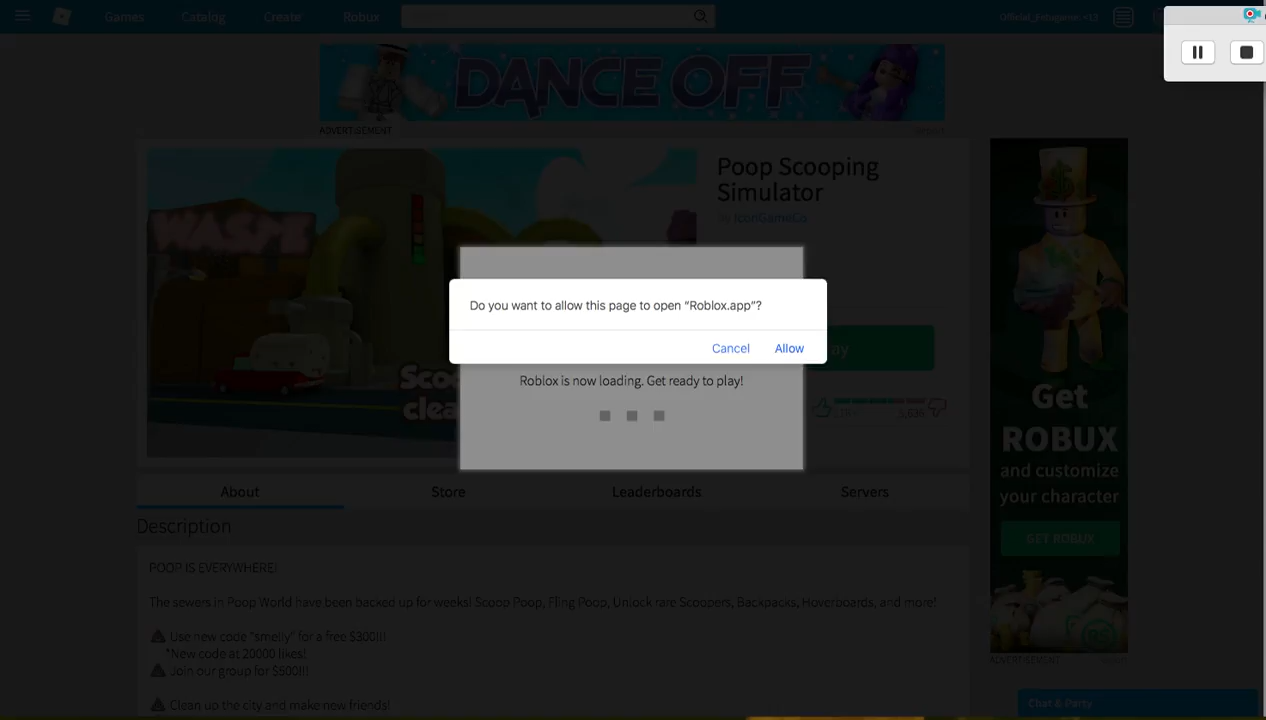 Games
Catalog
Create
Robux
DANCE OFF
ADVERTISEMENT
Poop Scooping
Simulator
by IconGamieCo
WASTE
Do you want to allow this page to open “Roblox.app”?
Cancel
Allow
Roblox is now loading. Get ready to play!
Scoo
clea
Get
ROBUX
and customize
your character
GET ROBUX
ADVERTISEMENT
About
Store
Leaderboards
Servers
Description
POOP IS EVERYWHERE!
The sewers in Poop World have been backed up for weeks! Scoop Poop, Fling Poop, Unlock rare Scoopers, Backpacks, Hoverboards, and more!
Use new code "smelly" for a free $300!!!
*New code at 20000 likes!
Join our group for $500!!!
Clean up the city and make new friends!
Chat & Party